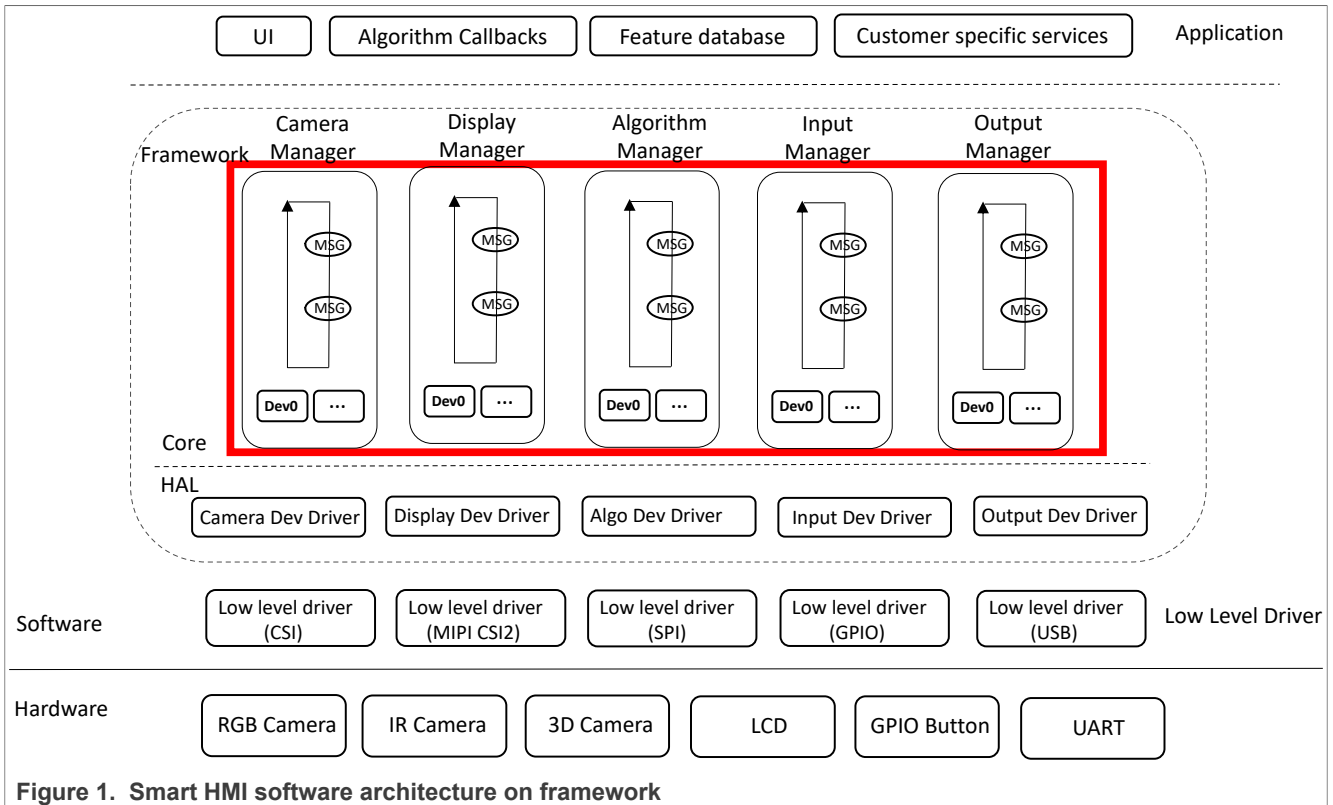 UI
Algorithm Callbacks
Feature database
Customer specific services
Application
Camera
Manager
Display
Manager
Algorithm
Manager
Input
Manager
Output
Manager
Framework
MSG
MSG
MSG
MSG
MSG
MSG
MSG
MSG
MSG
MSG
Dev0
...
Dev0
...
Dev0
...
Dev0
...
Dev0
...
Core
HAL
Camera Dev Driver
Display Dev Driver
Algo Dev Driver
Input Dev Driver
Output Dev Driver
Software
Low level driver
(CSI)
Low level driver
(MIPI CSI2)
Low level driver
(SPI)
Low level driver
(GPIO)
Low level driver
(USB)
Low Level Driver
Hardware
RGB Camera
IR Camera
3D Camera
LCD
GPIO Button
UART
Figure 1. Smart HMI software architecture on framework